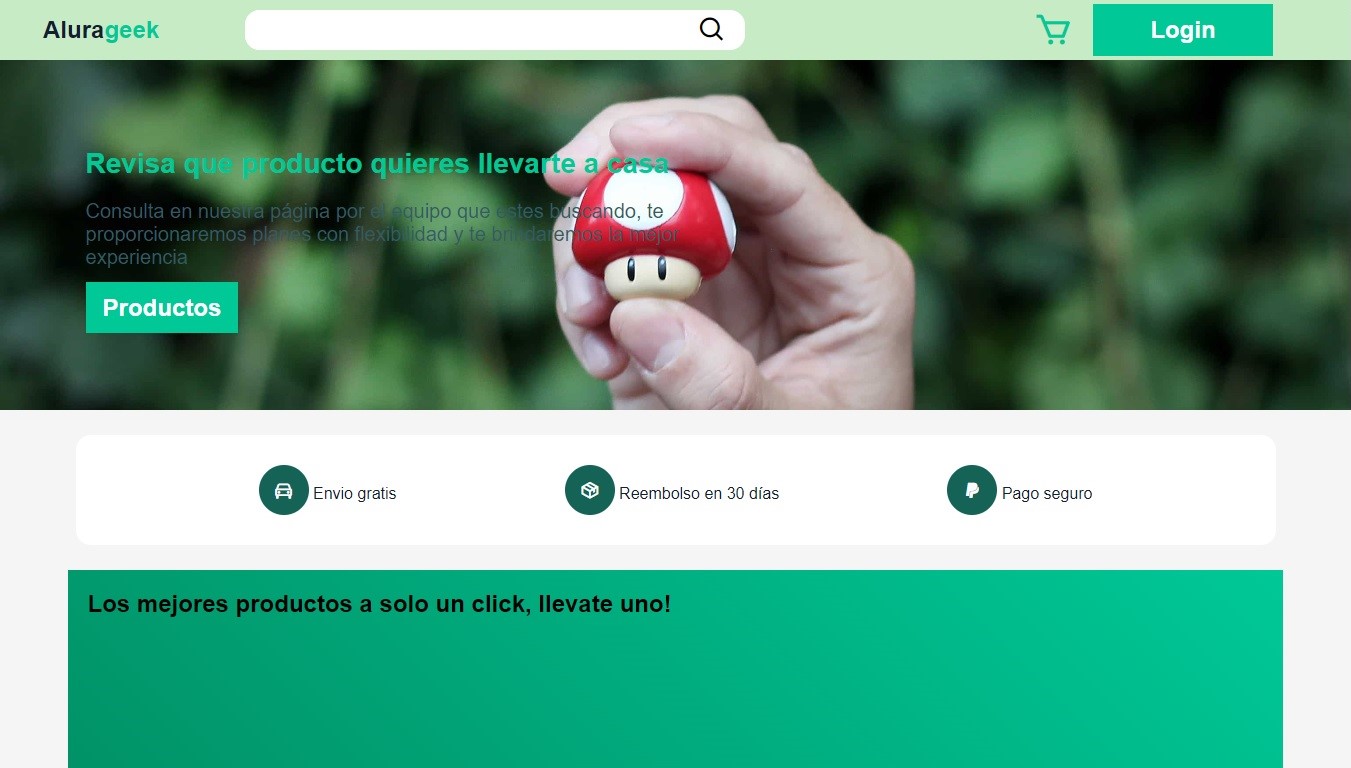 Alurageek
Login
Revisa que producto quieres llevarte a casa
Consulta en nuestra página por el equipo que estes buscando, te
proporcionaremos planes con flexibilidad y te brindaremos la mejor
experiencia
Productos
Envio gratis
Reembolso en 30 días
Pago seguro
Los mejores productos a solo un click, llevate uno!